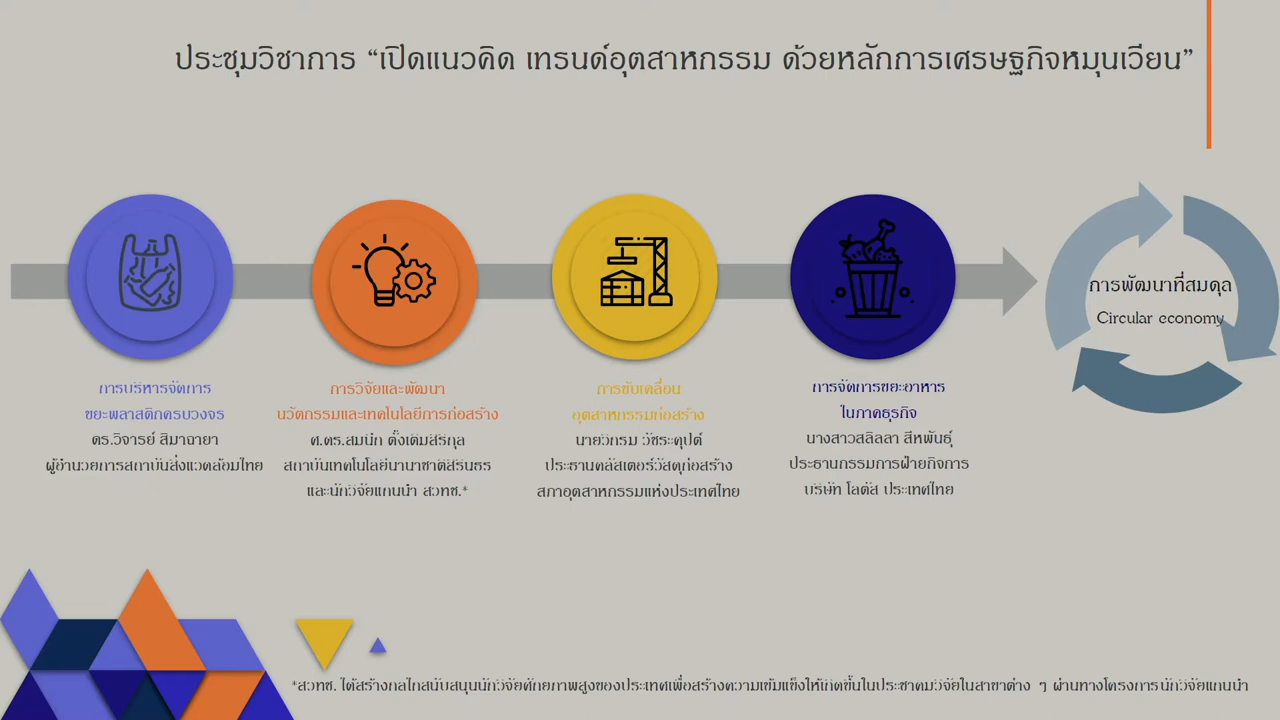 ประชุมวิชาการ “เปิดแนวคิด เทรนด์อุตสาหกรรม ด้วยหลักการเศรษฐกิจหมุนเวียน”
การบริหารจัดการ
ขยะพลาสติกครบวงจร
ดร.วิจารย์ สิมาฉายา
ผู้อำนวยการสถาบันสิ่งแวดล้อมไทย
การวิจัยและพัฒนา
นวัตกรรมและเทคโนโลยีการก่อสร้าง
ศ.ดร.สมนึก ตั้งเติมสิริกุล
สถาบันเทคโนโลยีนานาชาติสิรินธร
และนักวิจัยแกนนำ สวทช.*
การขับเคลื่อน
อุตสาหกรรมก่อสร้าง
นายวิกรม วัชระคุปต์
ประธานคลัสเตอร์วัสดุก่อสร้าง
สภาอุตสาหกรรมแห่งประเทศไทย
การจัดการขยะอาหาร
ในภาคธุรกิจ
นางสาวสลิลลา สีหพันธุ์
ประธานกรรมการฝ่ายกิจการ
บริษัท โลตัส ประเทศไทย
การพัฒนาที่สมดุล
Circular economy
*สวทช. ได้สร้างกลไกสนับสนุนนักวิจัยศักยภาพสูงของประเทศเพื่อสร้างความเข้มแข็งให้เกิดขึ้นในประชาคมวิจัยในสาขาต่าง ๆ ผ่านทางโครงการนักวิจัยแกนนำ